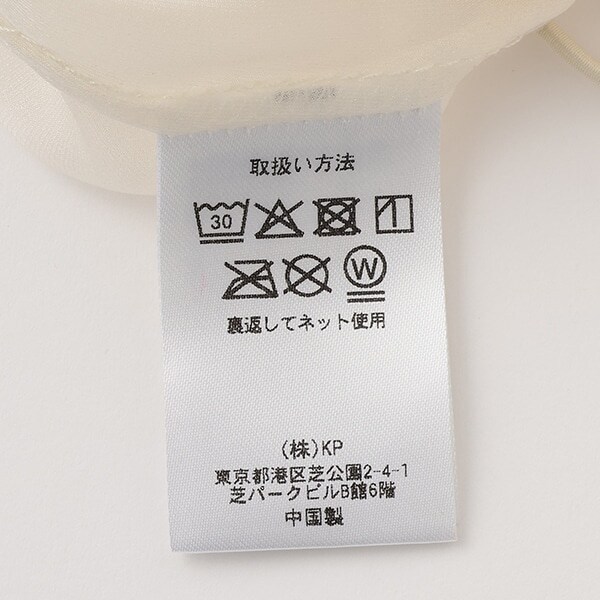 取扱い方法
30
W
裏返してネット使用
(株)KP
東京都港区芝公園2-4-1
芝パークビルB館6階
中国製